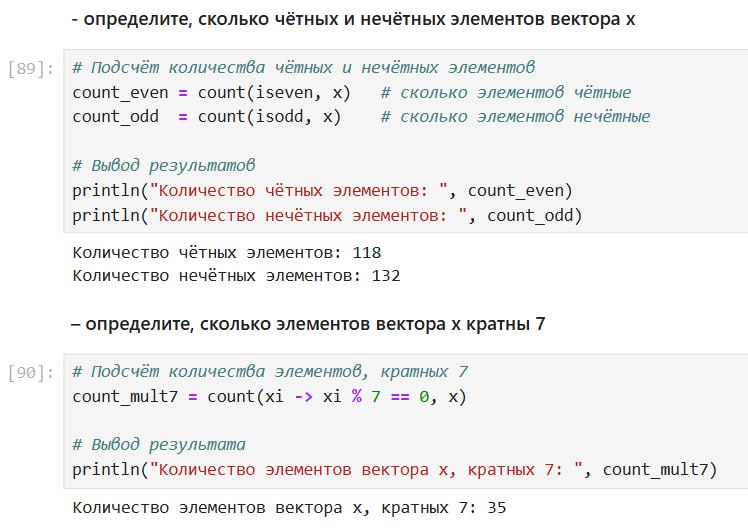 - определите, сколько чётных и нечётных элементов вектора x
[89]:
# Подсчёт количества чётных и нечётных элементов
count_even = count(iseven, x)   # сколько элементов чётные
count_odd  = count(isodd, x)    # сколько элементов нечётные
# Вывод результатов
println("Количество чётных элементов: ", count_even)
println("Количество нечётных элементов: ", count_odd)
Количество чётных элементов: 118
Количество нечётных элементов: 132
– определите, сколько элементов вектора x кратны 7
[90]:
# Подсчёт количества элементов, кратных 7
count_mult7 = count(xi -> xi % 7 == 0, x)
# Вывод результата
println("Количество элементов вектора x, кратных 7: ", count_mult7)
Количество элементов вектора x, кратных 7: 35